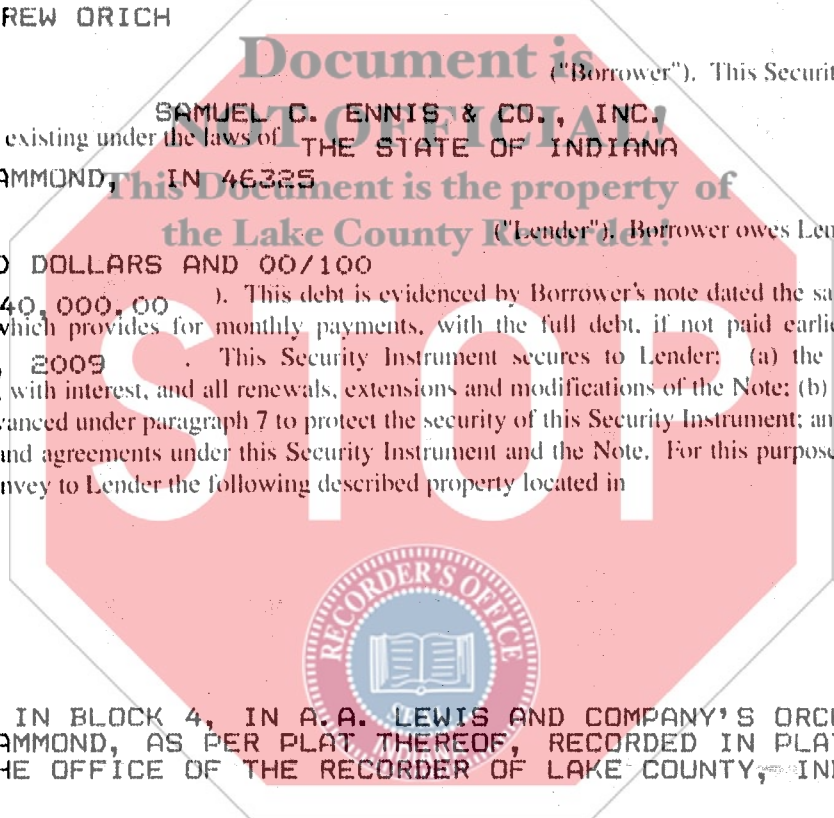 REW ORICH
Document is
("Borrower"). This Securit
SAMUEL C. ENNIS & CO., INC.
NOT OFFICIAL!
existing under the laws of THE STATE OF INDIANA
AMMOND, IN 46325
This Document is the property of
the Lake County Recorder!
("Lender"). Borrower owes Len
D DOLLARS AND 00/100
40,000.00 ). This debt is evidenced by Borrower's note dated the sa
which provides for monthly payments, with the full debt, if not paid earlie
, 2009 . This Security Instrument secures to Lender: (a) the
, with interest, and all renewals, extensions and modifications of the Note; (b)
vanced under paragraph 7 to protect the security of this Security Instrument; an
and agreements under this Security Instrument and the Note. For this purpose
nvey to Lender the following described property located in
STOP
RECORDER'S OFFICE
IN BLOCK 4, IN A.A. LEWIS AND COMPANY'S ORCH
AMMOND, AS PER PLAT THEREOF, RECORDED IN PLAT
HE OFFICE OF THE RECORDER OF LAKE COUNTY, IND